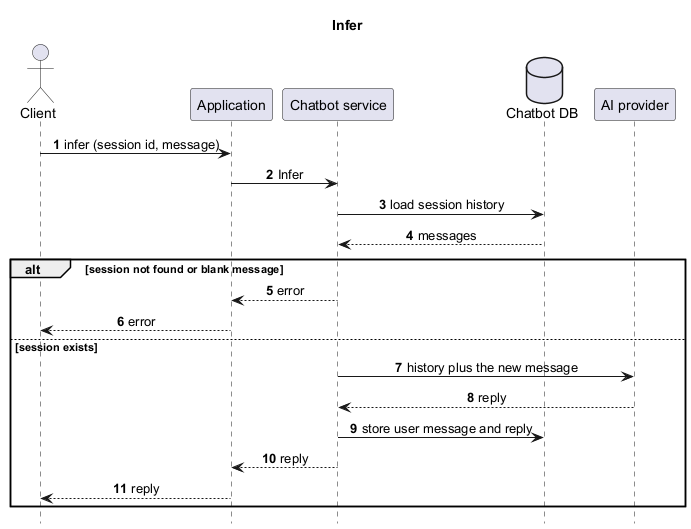 Infer
Client
Application
Chatbot service
Chatbot DB
AI provider
1 infer (session id, message)
2 Infer
3 load session history
4 messages
alt [session not found or blank message]
5 error
6 error
[session exists]
7 history plus the new message
8 reply
9 store user message and reply
10 reply
11 reply